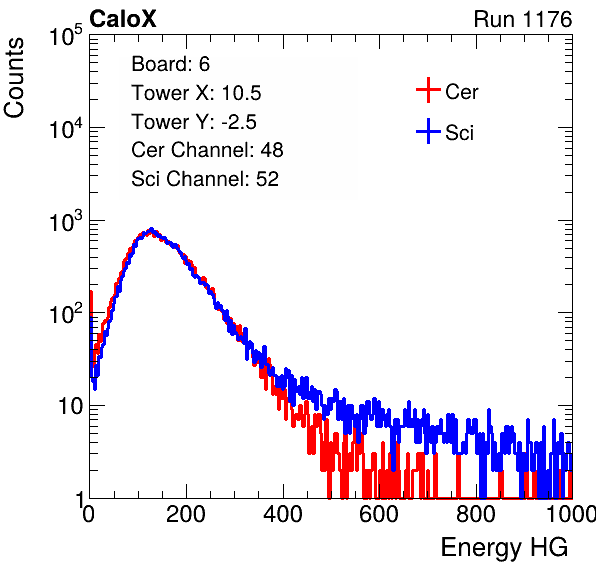 CaloX Run 1176
Counts
10^5
10^4
10^3
10^2
10
1
Board: 6
Tower X: 10.5
Tower Y: -2.5
Cer Channel: 48
Sci Channel: 52
Cer
Sci
0 200 400 600 800 1000
Energy HG